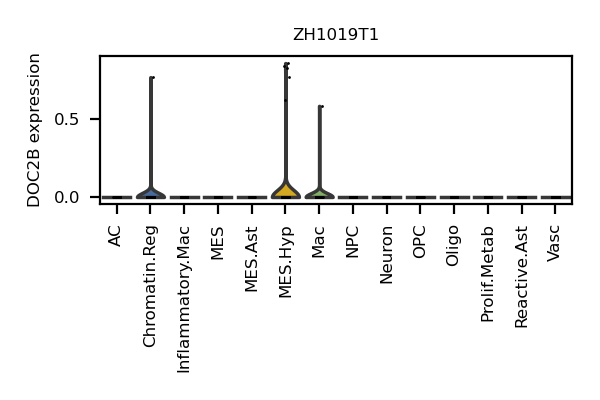 ZH1019T1
DOC2B expression
0.5
0.0
AC
Chromatin.Reg
Inflammatory.Mac
MES
MES.Ast
MES.Hyp
Mac
NPC
Neuron
OPC
Oligo
Prolif.Metab
Reactive.Ast
Vasc